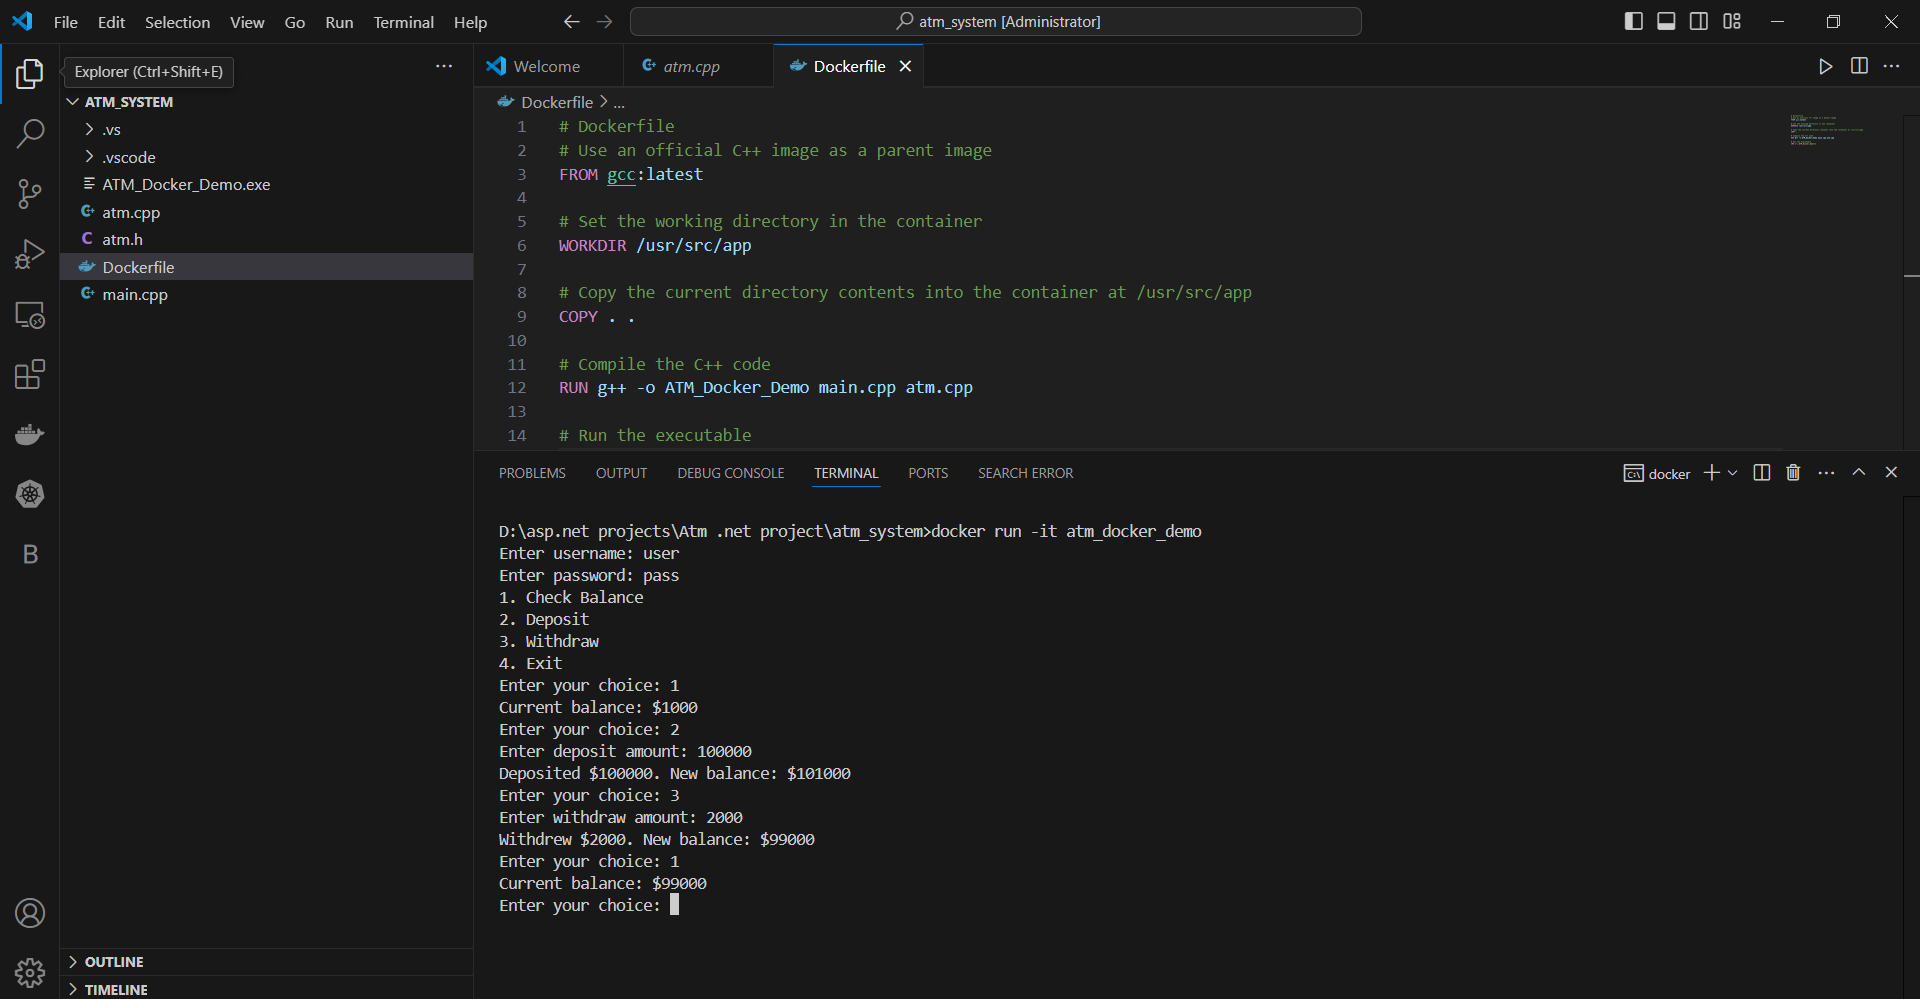 File Edit Selection View Go Run Terminal Help
atm_system [Administrator]
Explorer (Ctrl+Shift+E)
ATM_SYSTEM
.vs
.vscode
ATM_Docker_Demo.exe
atm.cpp
C atm.h
Dockerfile
main.cpp
B
OUTLINE
TIMELINE
Welcome
atm.cpp
Dockerfile
Dockerfile > ...
1 # Dockerfile
2 # Use an official C++ image as a parent image
3 FROM gcc:latest
4
5 # Set the working directory in the container
6 WORKDIR /usr/src/app
7
8 # Copy the current directory contents into the container at /usr/src/app
9 COPY . .
10
11 # Compile the C++ code
12 RUN g++ -o ATM_Docker_Demo main.cpp atm.cpp
13
14 # Run the executable
PROBLEMS OUTPUT DEBUG CONSOLE TERMINAL PORTS SEARCH ERROR
docker
D:\asp.net projects\Atm .net project\atm_system>docker run -it atm_docker_demo
Enter username: user
Enter password: pass
1. Check Balance
2. Deposit
3. Withdraw
4. Exit
Enter your choice: 1
Current balance: $1000
Enter your choice: 2
Enter deposit amount: 100000
Deposited $100000. New balance: $101000
Enter your choice: 3
Enter withdraw amount: 2000
Withdrew $2000. New balance: $99000
Enter your choice: 1
Current balance: $99000
Enter your choice: